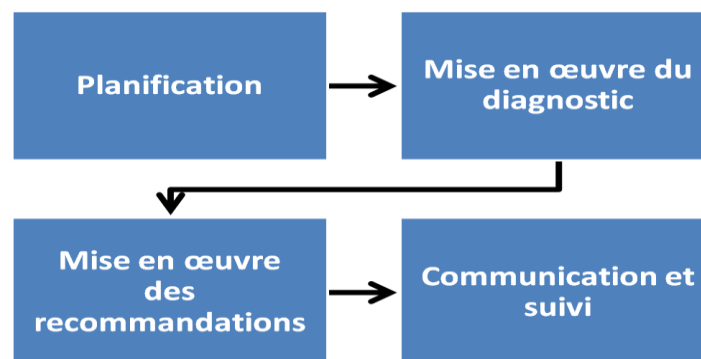 Planification
Mise en œuvre du
diagnostic
Mise en œuvre
des
recommandations
Communication et
suivi